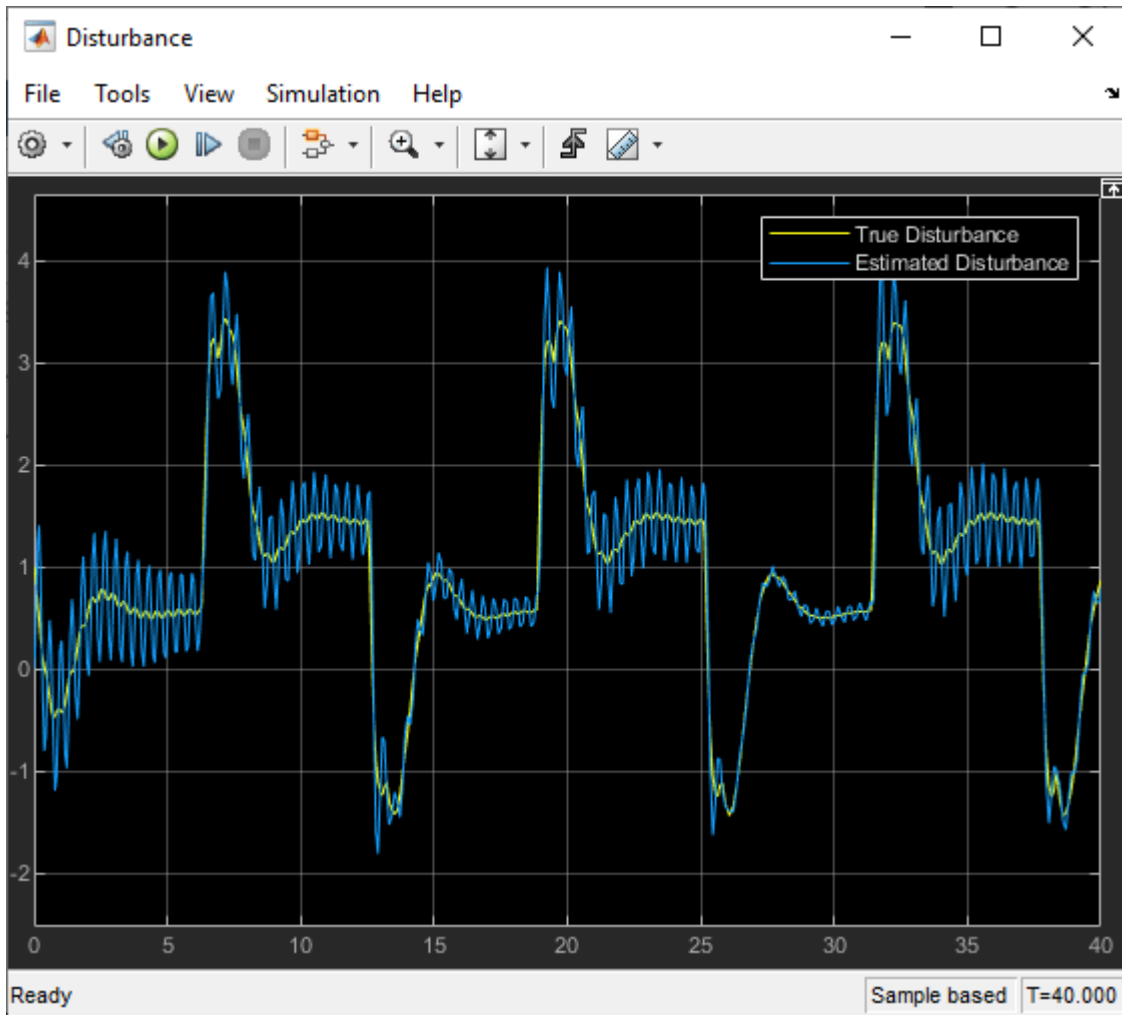 Disturbance
File Tools View Simulation Help
True Disturbance
Estimated Disturbance
4
3
2
1
0
-1
-2
0 5 10 15 20 25 30 35 40
Ready Sample based T=40.000